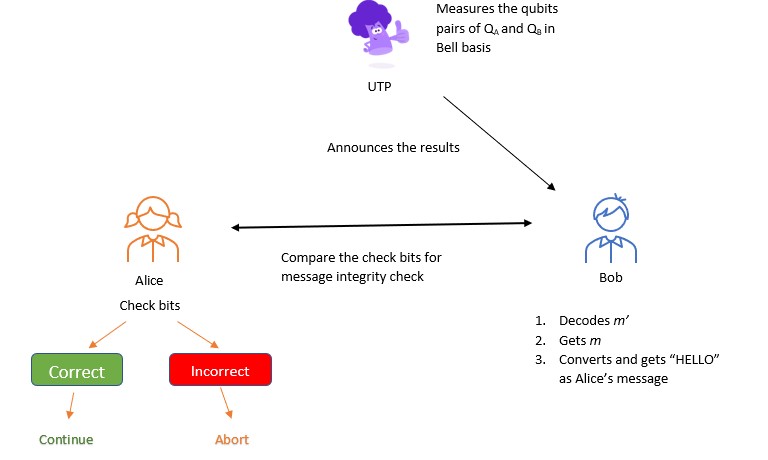 Measures the qubits
pairs of QA and QB in
Bell basis
UTP
Announces the results
Compare the check bits for
message integrity check
Alice
Check bits
Correct
Incorrect
Continue
Abort
Bob
1. Decodes m′
2. Gets m
3. Converts and gets “HELLO”
as Alice’s message